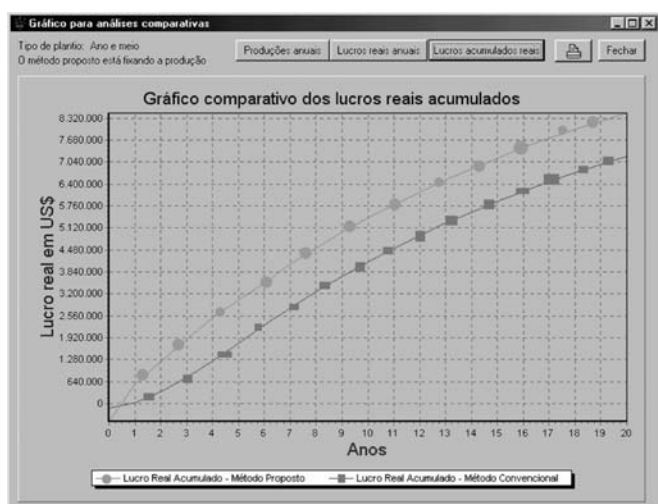 Gráfico para análises comparativas
Tipo de plantio: Ano e meio
O método proposto está fixando a produção
Produções anuais
Lucros reais anuais
Lucros acumulados reais
Fechar
Gráfico comparativo dos lucros reais acumulados
Lucro real em US$
8.320.000
7.680.000
7.040.000
6.400.000
5.760.000
5.120.000
4.480.000
3.840.000
3.200.000
2.560.000
1.920.000
1.280.000
640.000
0
0 1 2 3 4 5 6 7 8 9 10 11 12 13 14 15 16 17 18 19 20
Anos
Lucro Real Acumulado - Método Proposto
Lucro Real Acumulado - Método Convencional